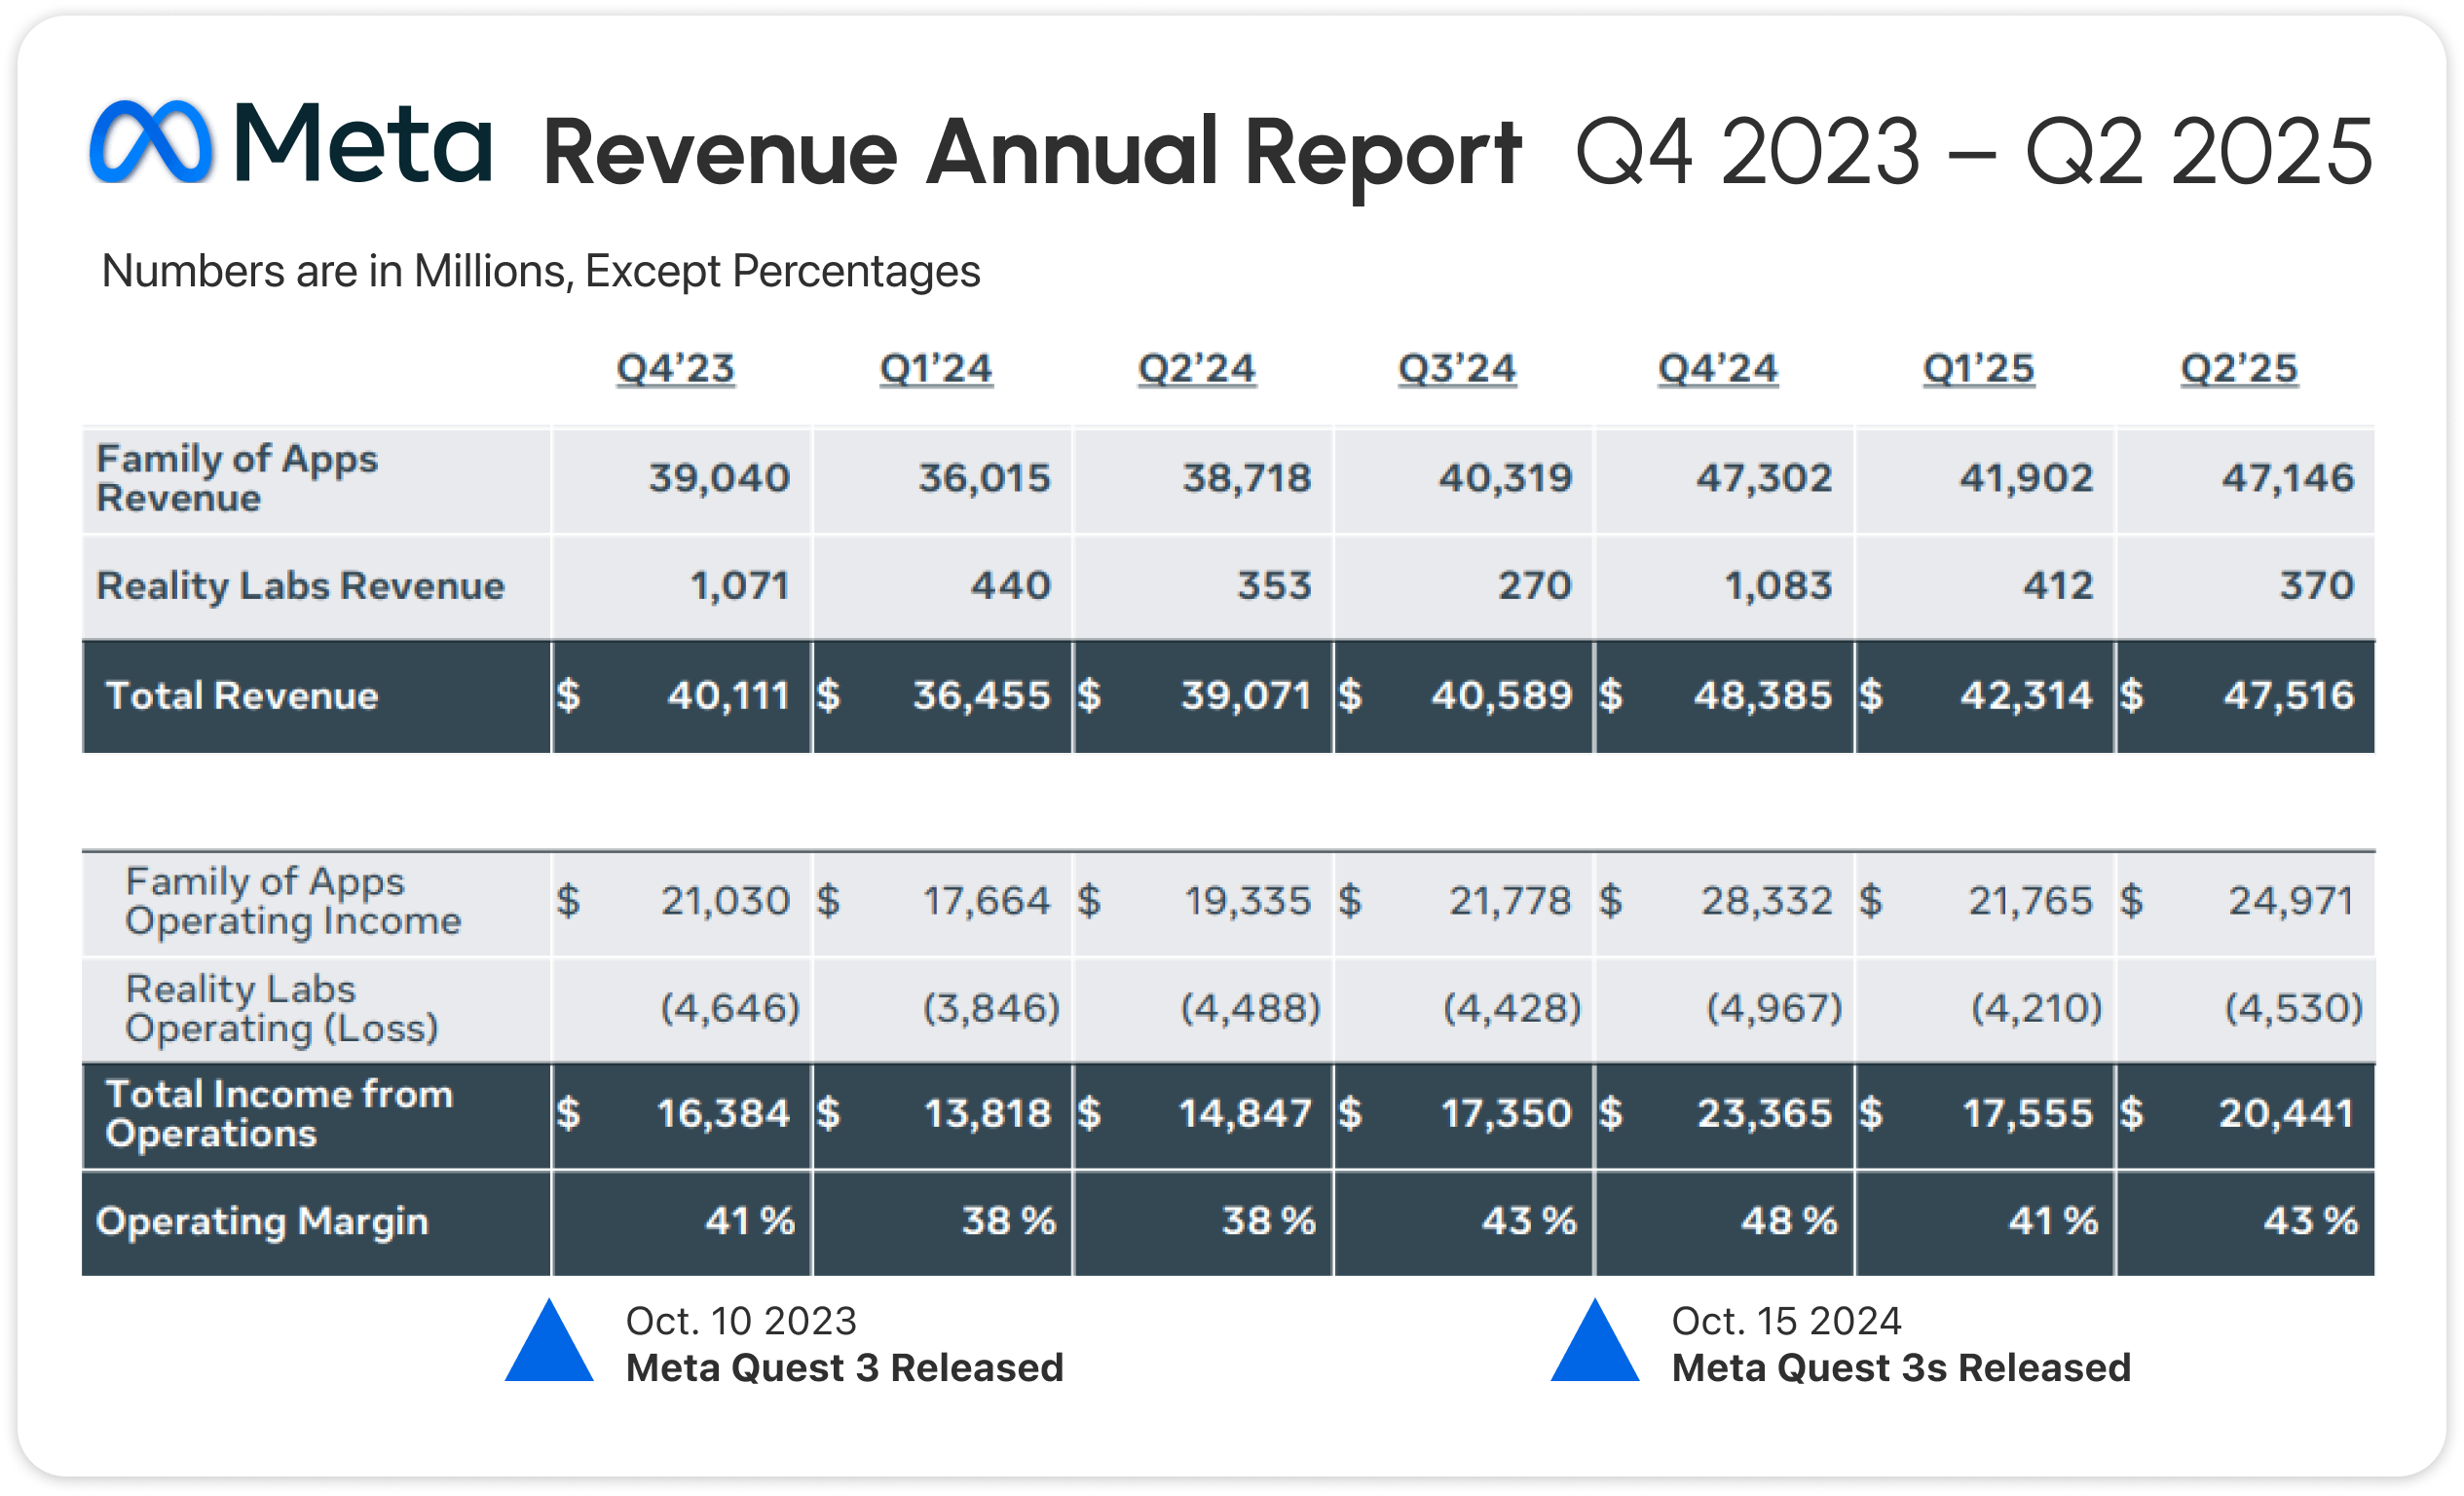 Meta Revenue Annual Report Q4 2023 – Q2 2025
Numbers are in Millions, Except Percentages
Q4’23 Q1’24 Q2’24 Q3’24 Q4’24 Q1’25 Q2’25
Family of Apps
Revenue 39,040 36,015 38,718 40,319 47,302 41,902 47,146
Reality Labs Revenue 1,071 440 353 270 1,083 412 370
Total Revenue $ 40,111 $ 36,455 $ 39,071 $ 40,589 $ 48,385 $ 42,314 $ 47,516
Family of Apps
Operating Income $ 21,030 $ 17,664 $ 19,335 $ 21,778 $ 28,332 $ 21,765 $ 24,971
Reality Labs
Operating (Loss) (4,646) (3,846) (4,488) (4,428) (4,967) (4,210) (4,530)
Total Income from
Operations $ 16,384 $ 13,818 $ 14,847 $ 17,350 $ 23,365 $ 17,555 $ 20,441
Operating Margin 41 % 38 % 38 % 43 % 48 % 41 % 43 %
Oct. 10 2023
Meta Quest 3 Released
Oct. 15 2024
Meta Quest 3s Released